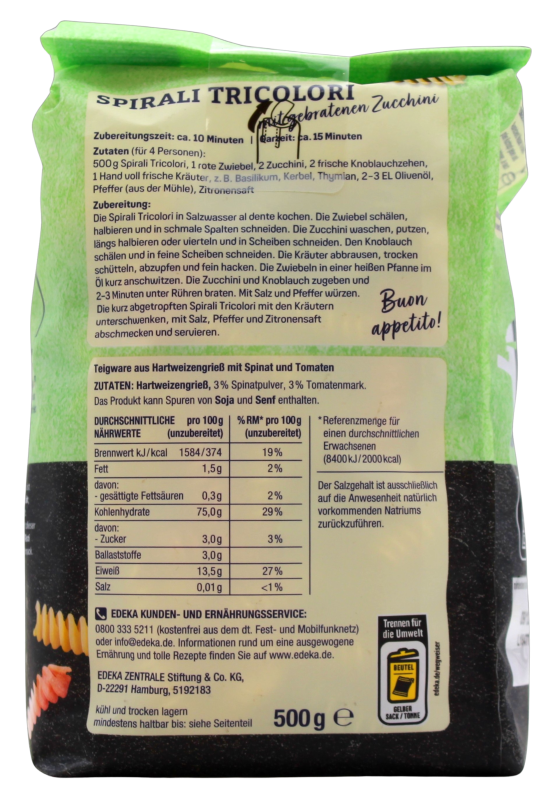 SPIRALI TRICOLORI
mit gebratenen Zucchini
Zubereitungszeit: ca. 10 Minuten | Garzeit: ca. 15 Minuten
Zutaten (für 4 Personen):
500 g Spirali Tricolori, 1 rote Zwiebel, 2 Zucchini, 2 frische Knoblauchzehen,
1 Hand voll frische Kräuter, z. B. Basilikum, Kerbel, Thymian, 2–3 EL Olivenöl,
Pfeffer (aus der Mühle), Zitronensaft
Zubereitung:
Die Spirali Tricolori in Salzwasser al dente kochen. Die Zwiebel schälen,
halbieren und in schmale Spalten schneiden. Die Zucchini waschen, putzen,
längs halbieren oder vierteln und in Scheiben schneiden. Den Knoblauch
schälen und in feine Scheiben schneiden. Die Kräuter abbrausen, trocken
schütteln, abzupfen und fein hacken. Die Zwiebeln in einer heißen Pfanne im
Öl kurz anschwitzen. Die Zucchini und Knoblauch zugeben und
2–3 Minuten unter Rühren braten. Mit Salz und Pfeffer würzen.
Die kurz abgetropften Spirali Tricolori mit den Kräutern
unterschwenken, mit Salz, Pfeffer und Zitronensaft
abschmecken und servieren.
Buon
appetito!
Teigware aus Hartweizengrieß mit Spinat und Tomaten
ZUTATEN: Hartweizengrieß, 3 % Spinatpulver, 3 % Tomatenmark.
Das Produkt kann Spuren von Soja und Senf enthalten.
DURCHSCHNITTLICHE pro 100 g % RM* pro 100 g
NÄHRWERTE (unzubereitet) (unzubereitet)
Brennwert kJ/kcal 1584/374 19 %
Fett 1,5 g 2 %
davon:
- gesättigte Fettsäuren 0,3 g 2 %
Kohlenhydrate 75,0 g 29 %
davon:
- Zucker 3,0 g 3 %
Ballaststoffe 3,0 g
Eiweiß 13,5 g 27 %
Salz 0,01 g <1 %
*Referenzmenge für
einen durchschnittlichen
Erwachsenen
(8400 kJ/2000 kcal)
Der Salzgehalt ist ausschließlich
auf die Anwesenheit natürlich
vorkommenden Natriums
zurückzuführen.
EDEKA KUNDEN- UND ERNÄHRUNGSSERVICE:
0800 333 5211 (kostenfrei aus dem dt. Fest- und Mobilfunknetz)
oder info@edeka.de. Informationen rund um eine ausgewogene
Ernährung und tolle Rezepte finden Sie auf www.edeka.de.
EDEKA ZENTRALE Stiftung & Co. KG,
D-22291 Hamburg, 5192183
kühl und trocken lagern
mindestens haltbar bis: siehe Seitenteil
500 g ℮
Trennen für
die Umwelt
BEUTEL
GELBER
SACK / TONNE
edeka.de/wegweiser